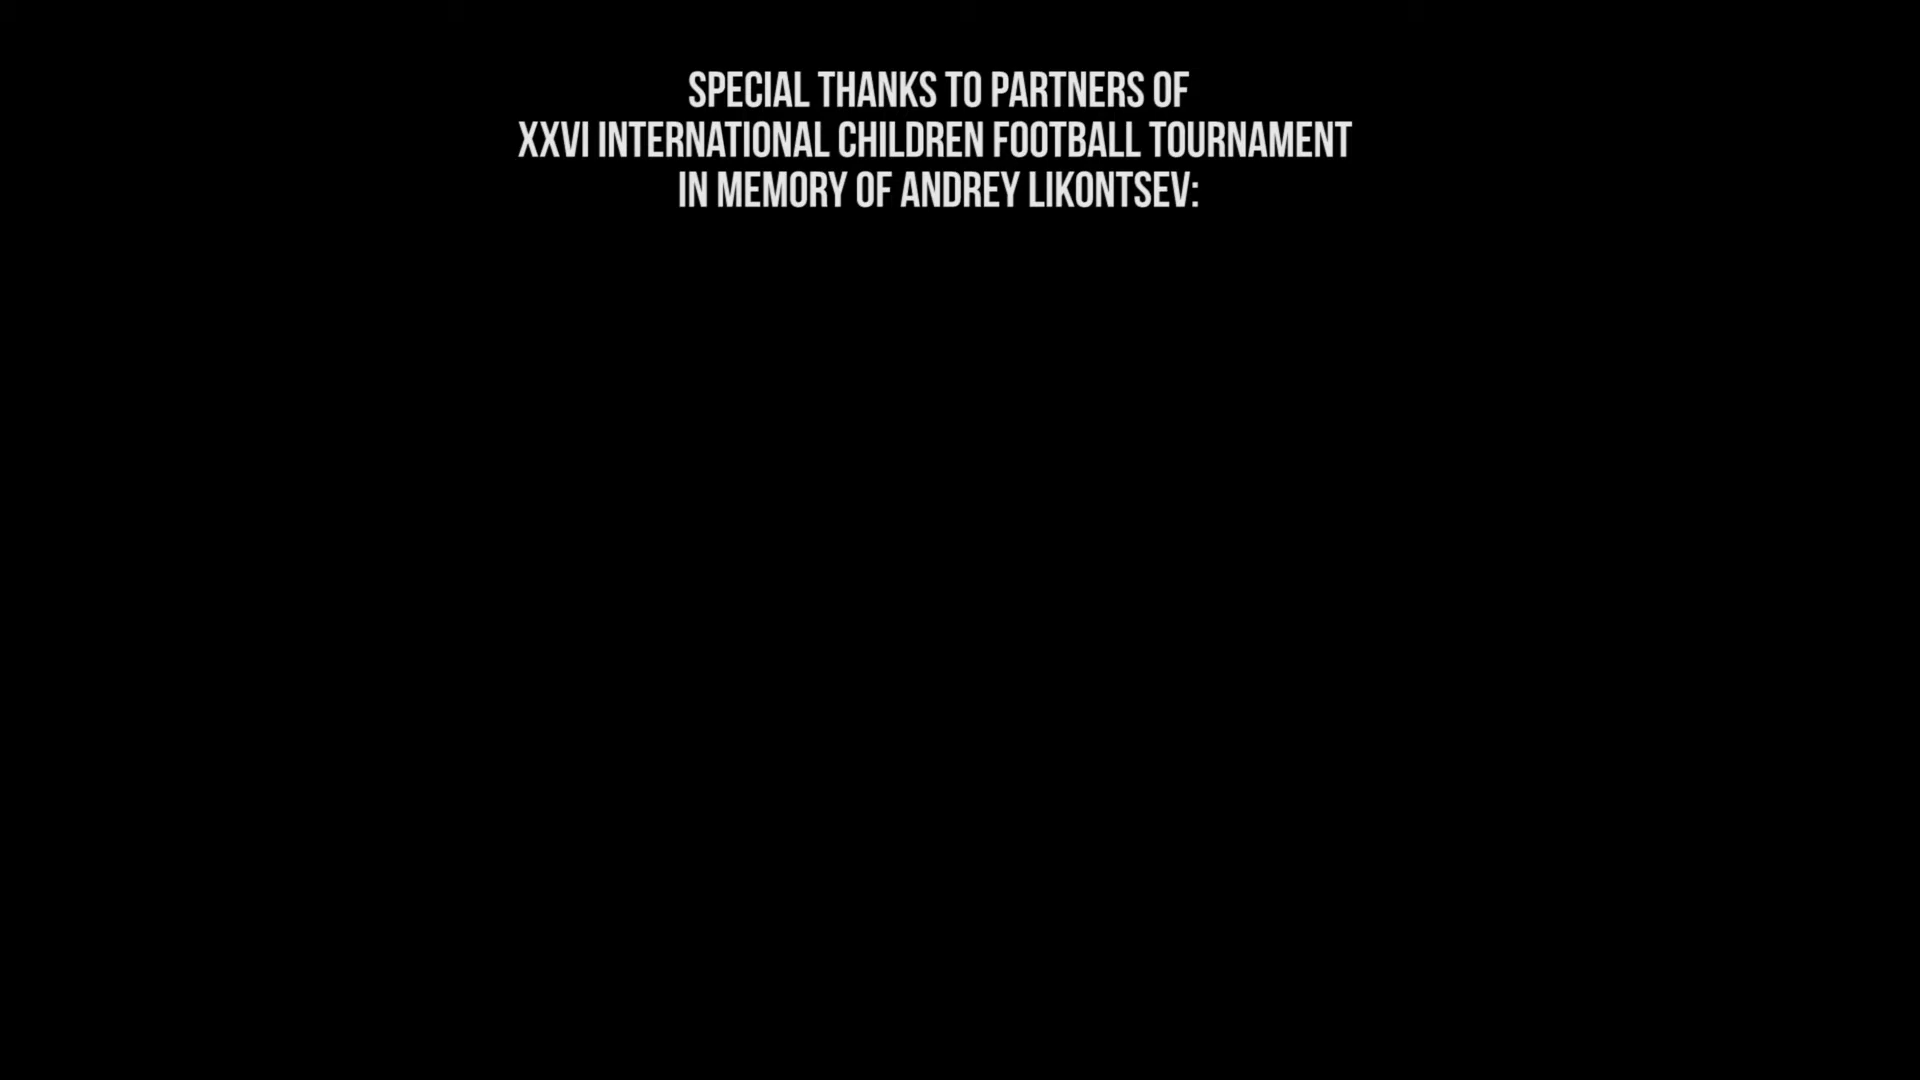 SPECIAL THANKS TO PARTNERS OF
XXVI INTERNATIONAL CHILDREN FOOTBALL TOURNAMENT
IN MEMORY OF ANDREY LIKONTSEV: